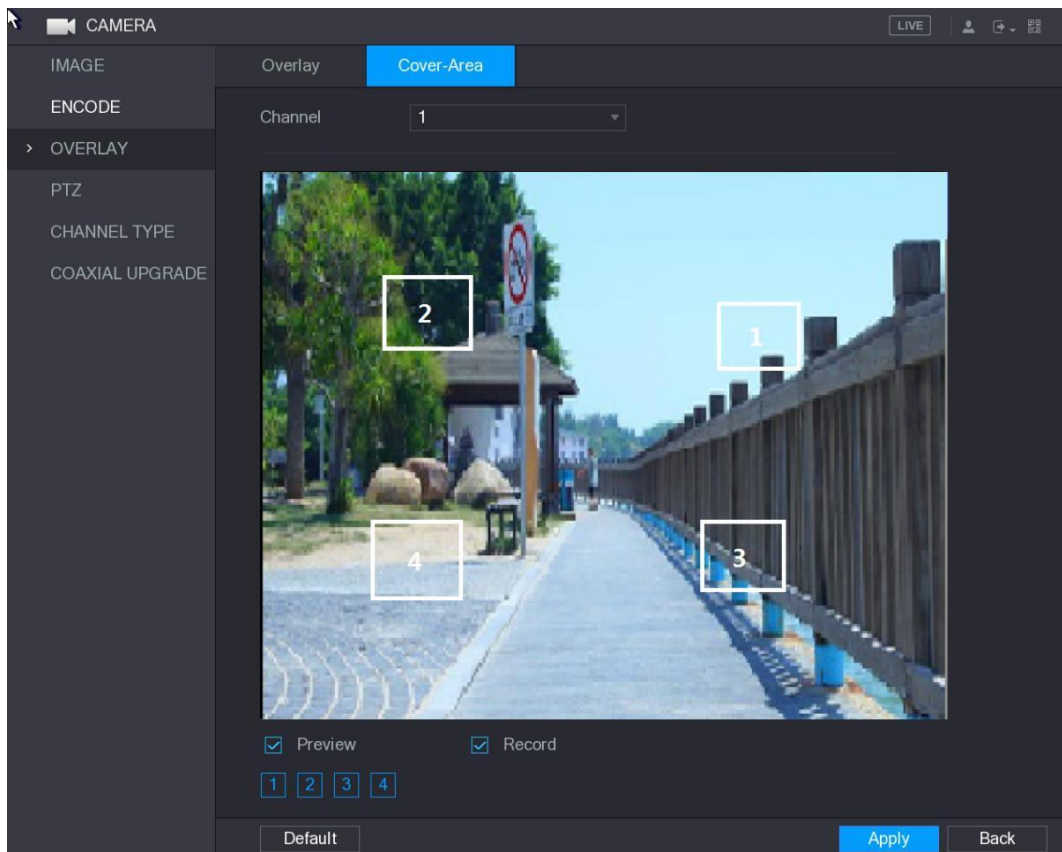 CAMERA
LIVE
IMAGE
Overlay
Cover-Area
ENCODE
Channel
1
> OVERLAY
PTZ
CHANNEL TYPE
COAXIAL UPGRADE
2
1
4
3
Preview
Record
1 2 3 4
Default
Apply
Back